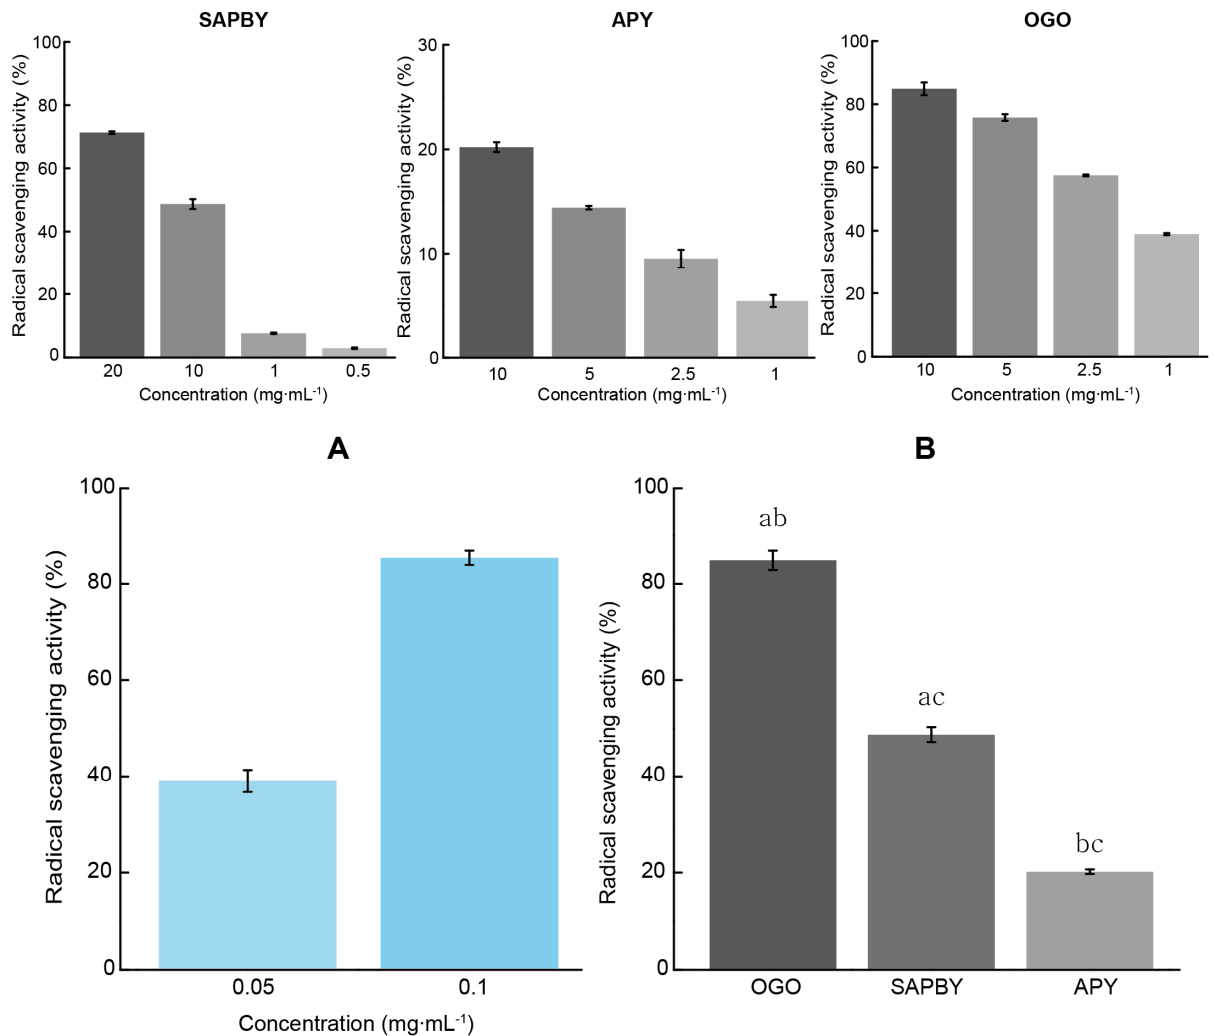 SAPBY
Radical scavenging activity (%)
100
80
60
40
20
0
20 10 1 0.5
Concentration (mg·mL-1)
APY
Radical scavenging activity (%)
30
20
10
0
10 5 2.5 1
Concentration (mg·mL-1)
OGO
Radical scavenging activity (%)
100
80
60
40
20
0
10 5 2.5 1
Concentration (mg·mL-1)
A
Radical scavenging activity (%)
100
80
60
40
20
0
0.05 0.1
Concentration (mg·mL-1)
B
Radical scavenging activity (%)
100
80
60
40
20
0
ab
ac
bc
OGO SAPBY APY